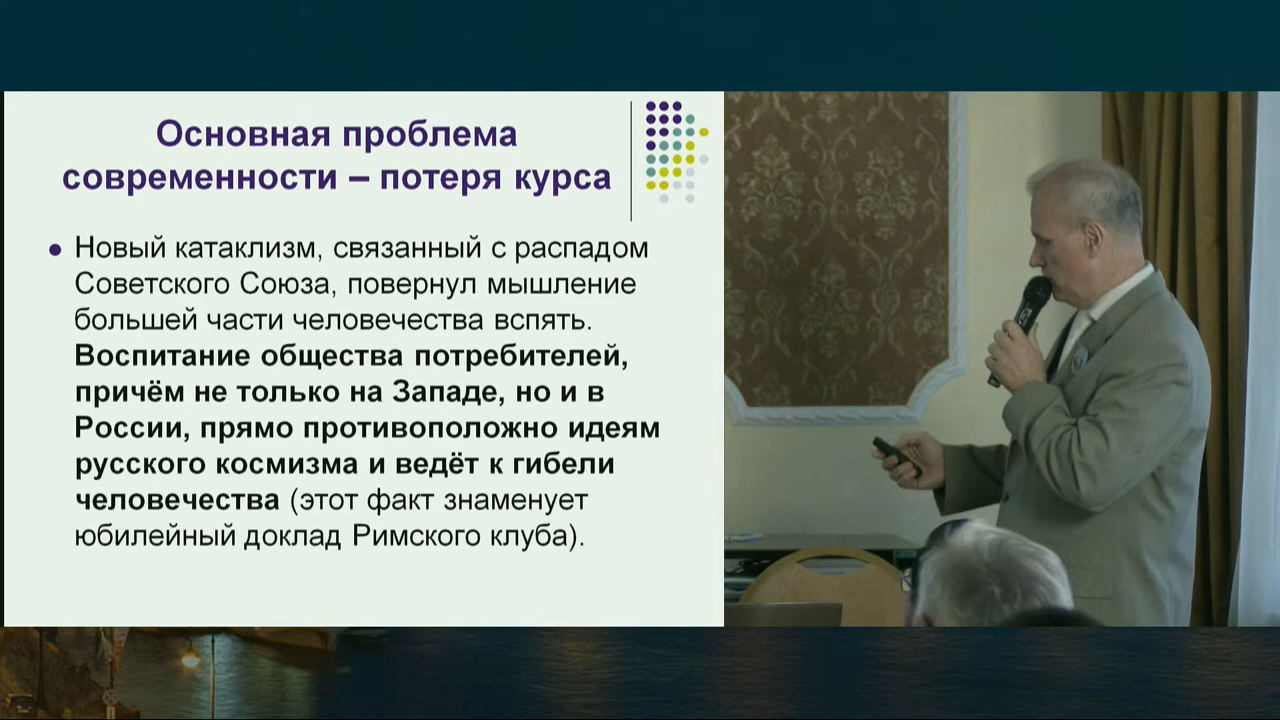 Основная проблема
современности – потеря курса
Новый катаклизм, связанный с распадом
Советского Союза, повернул мышление
большей части человечества вспять.
Воспитание общества потребителей,
причём не только на Западе, но и в
России, прямо противоположно идеям
русского космизма и ведёт к гибели
человечества (этот факт знаменует
юбилейный доклад Римского клуба).